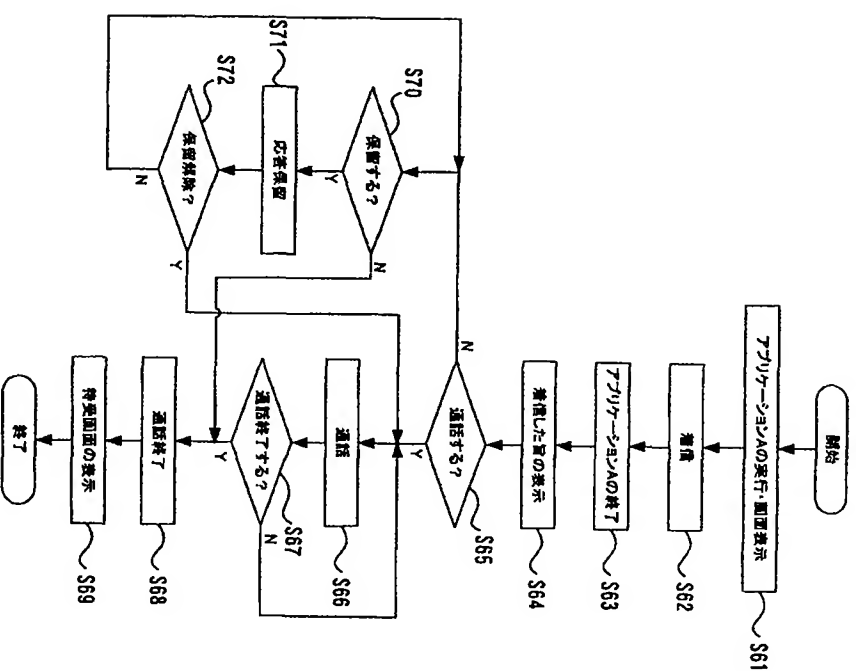 開始
アプリケーションAの実行・画面表示
S61
着信
S62
アプリケーションAの終了
S63
着信した旨の表示
S64
通話する？
S65
Y
N
通話
S66
通話終了する？
S67
Y
N
通話終了
S68
待受画面の表示
S69
終了
保留する？
S70
Y
N
応答保留
S71
保留解除？
S72
Y
N